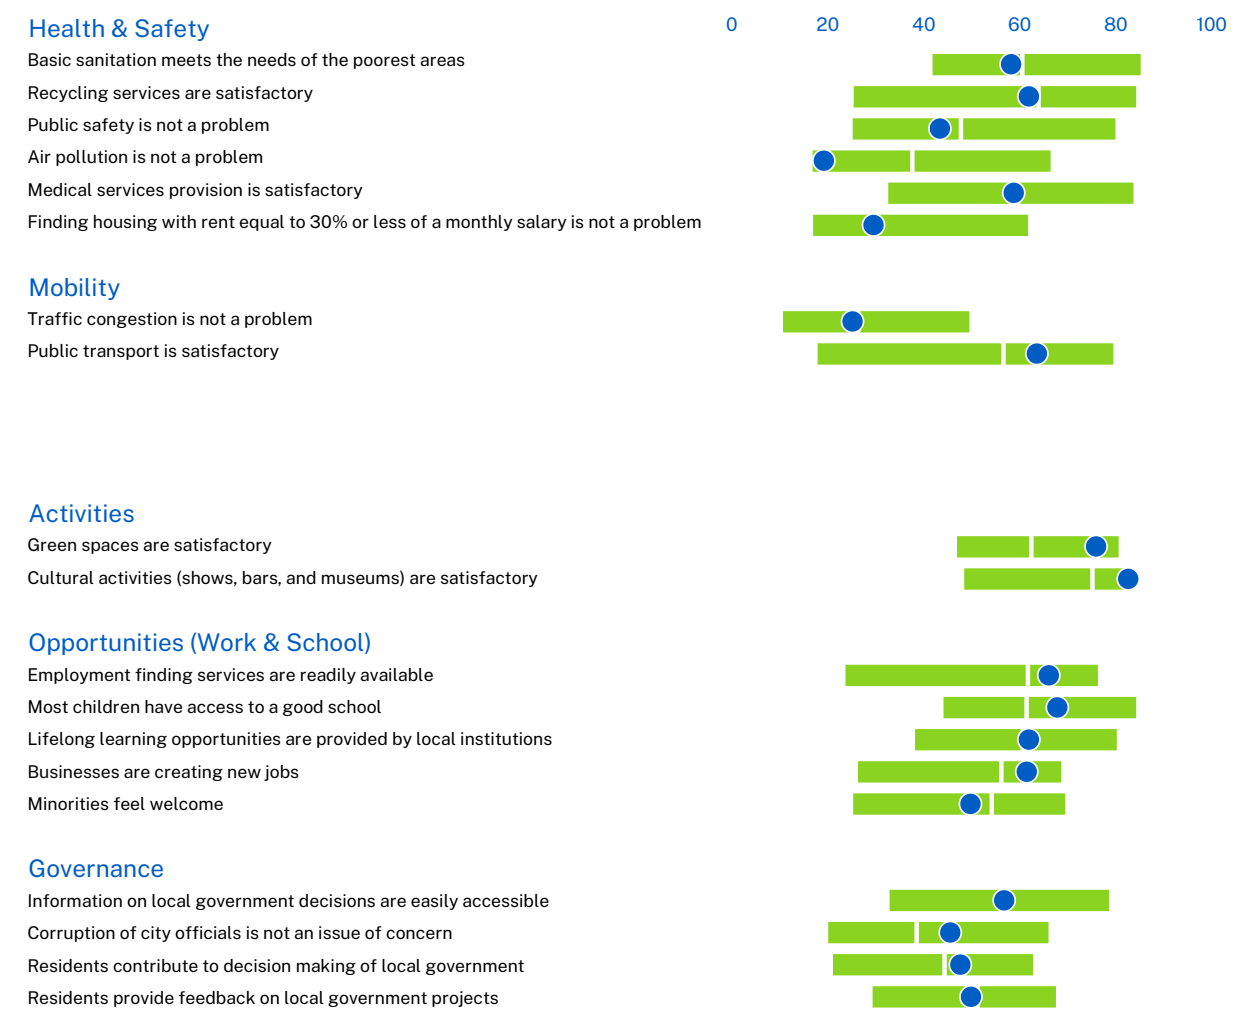 Health & Safety
0 20 40 60 80 100
Basic sanitation meets the needs of the poorest areas
Recycling services are satisfactory
Public safety is not a problem
Air pollution is not a problem
Medical services provision is satisfactory
Finding housing with rent equal to 30% or less of a monthly salary is not a problem
Mobility
Traffic congestion is not a problem
Public transport is satisfactory
Activities
Green spaces are satisfactory
Cultural activities (shows, bars, and museums) are satisfactory
Opportunities (Work & School)
Employment finding services are readily available
Most children have access to a good school
Lifelong learning opportunities are provided by local institutions
Businesses are creating new jobs
Minorities feel welcome
Governance
Information on local government decisions are easily accessible
Corruption of city officials is not an issue of concern
Residents contribute to decision making of local government
Residents provide feedback on local government projects